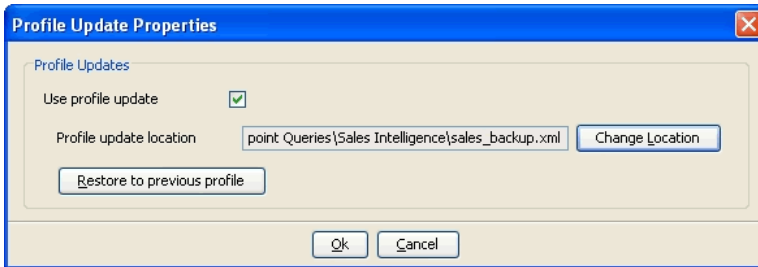 Profile Update Properties
Profile Updates
Use profile update
Profile update location point Queries\Sales Intelligence\sales_backup.xml Change Location
Restore to previous profile
Ok Cancel